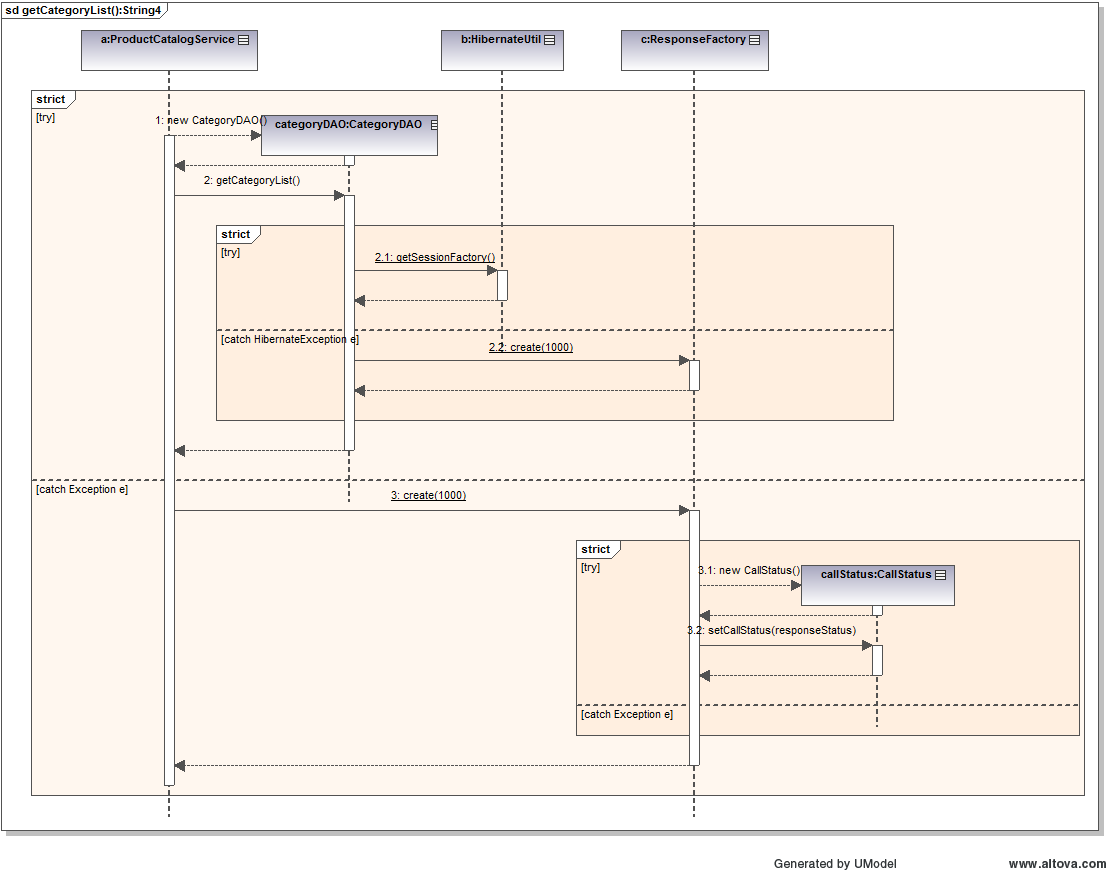 sd getCategoryList():String4
a:ProductCatalogService
b:HibernateUtil
c:ResponseFactory
strict
[try]
1: new CategoryDAO()
categoryDAO:CategoryDAO
2: getCategoryList()
strict
[try]
2.1: getSessionFactory()
[catch HibernateException e]
2.2: create(1000)
[catch Exception e]
3: create(1000)
strict
[try]
3.1: new CallStatus()
callStatus:CallStatus
3.2: setCallStatus(responseStatus)
[catch Exception e]
Generated by UModel
www.altova.com